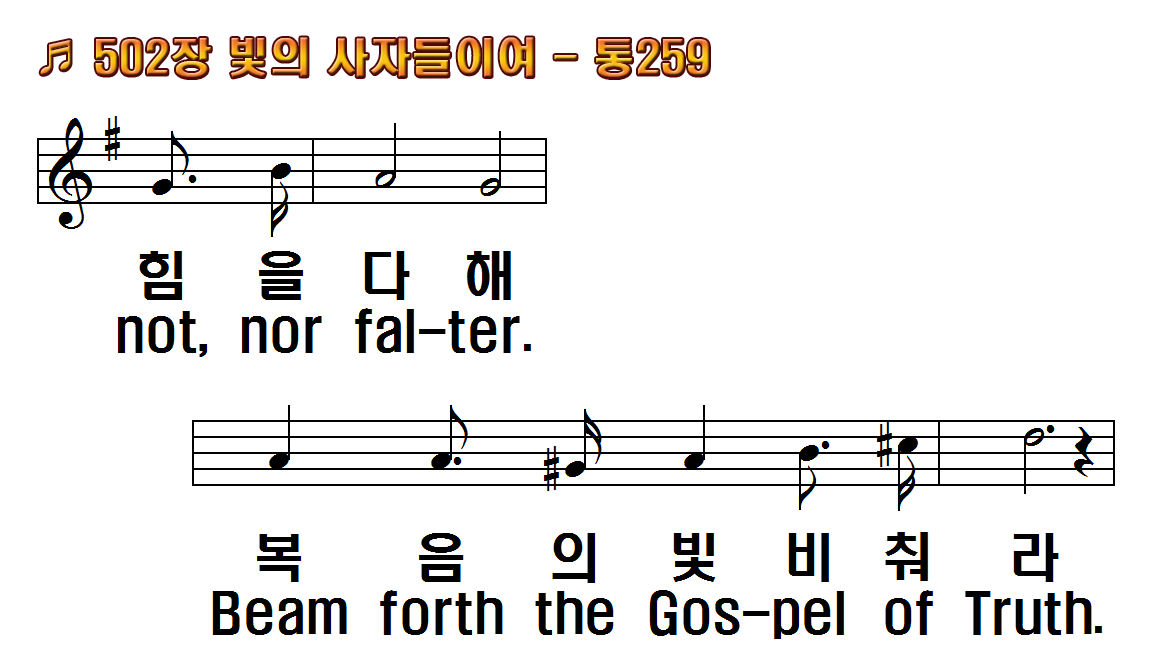 ♬ 502장 빛의 사자들이여 - 통259
힘 을 다 해
not, nor fal-ter.
복 음 의 빛 비 춰 라
Beam forth the Gos-pel of Truth.